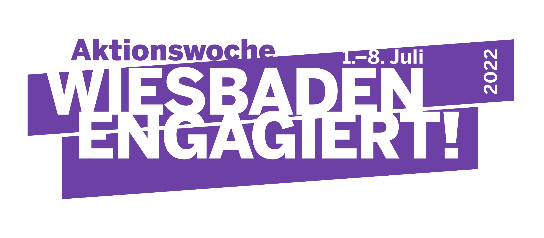 Aktionswoche
1.–8. Juli
2022
WIESBADEN
ENGAGIERT!